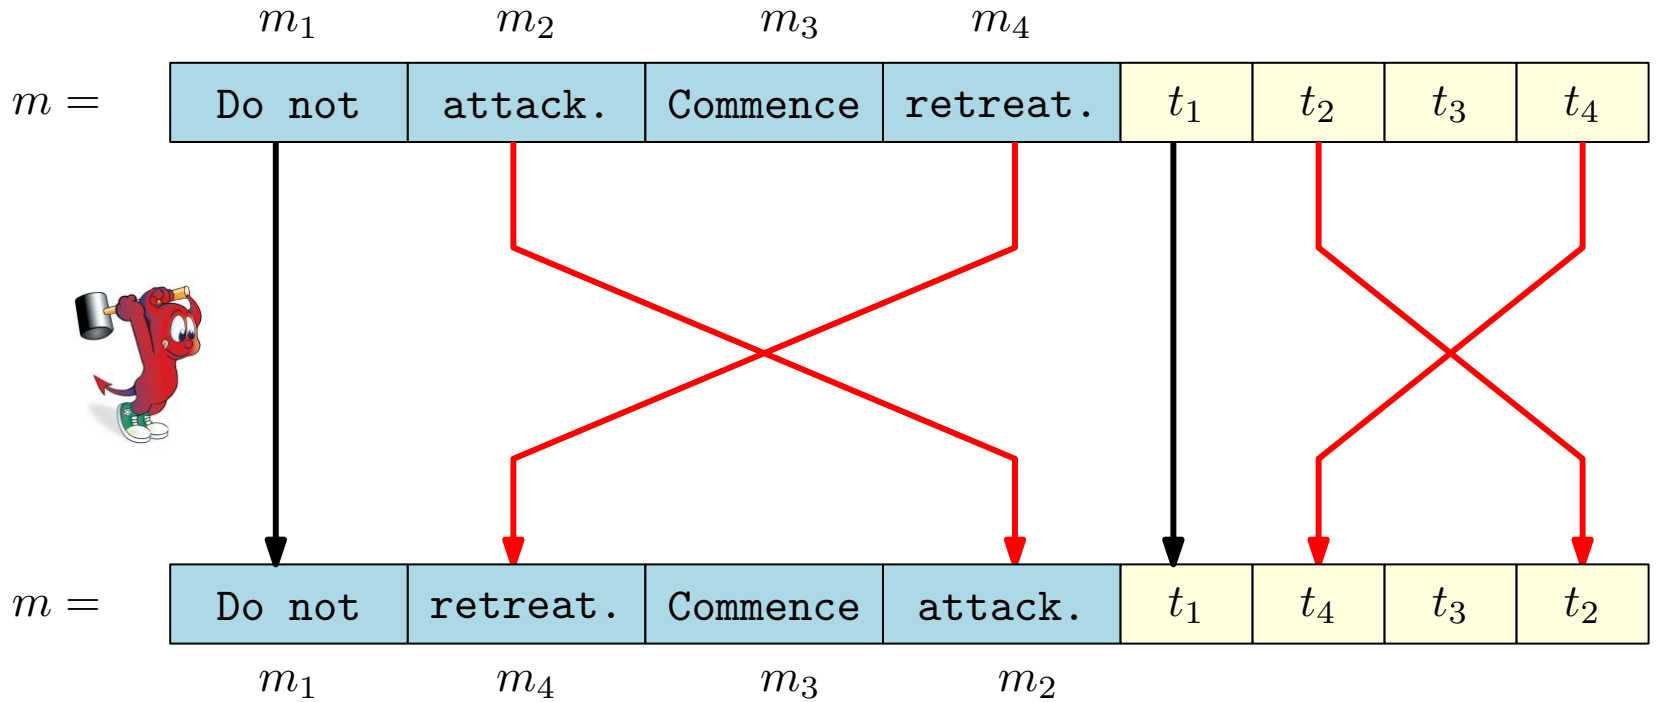 m₁ m₂ m₃ m₄
m = Do not attack. Commence retreat. t₁ t₂ t₃ t₄
m = Do not retreat. Commence attack. t₁ t₄ t₃ t₂
m₁ m₄ m₃ m₂